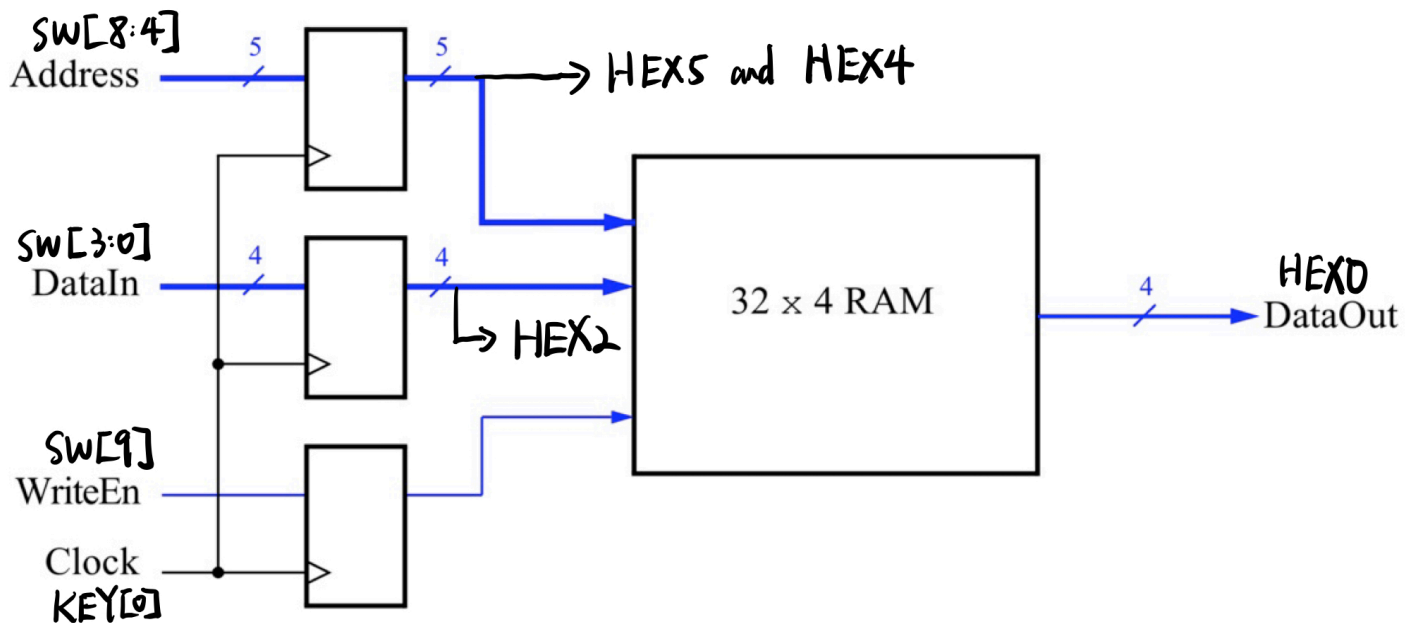 SW[8:4]
Address
5
5
HEX5 and HEX4
SW[3:0]
DataIn
4
4
HEX2
32 x 4 RAM
4
HEX0
DataOut
SW[9]
WriteEn
Clock
KEY[0]